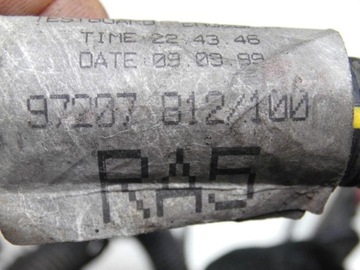 TIME: 22.43.46
DATE: 09.09.99
97207 812/100
RAS